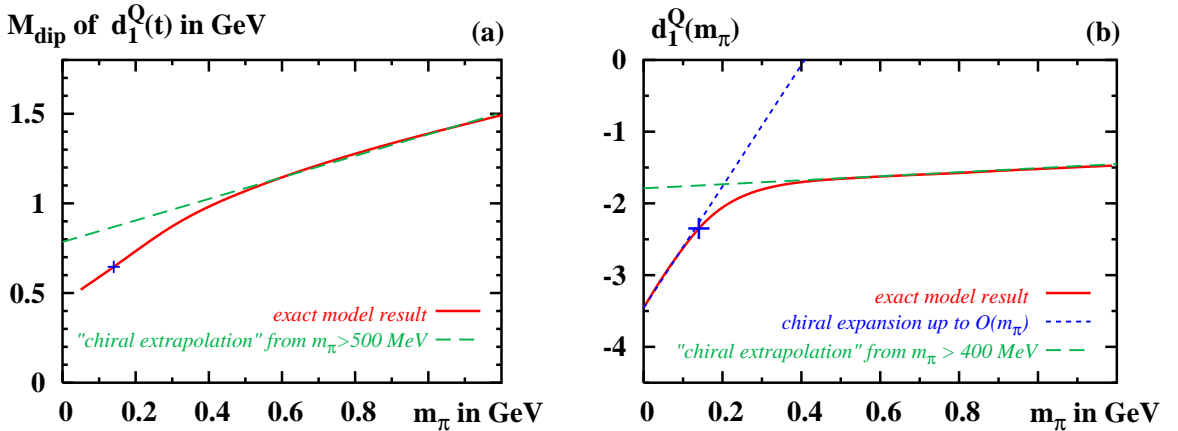 M_dip of d_1^Q(t) in GeV (a)
1.5
1
0.5
0
0 0.2 0.4 0.6 0.8 m_π in GeV
exact model result
"chiral extrapolation" from m_π>500 MeV
d_1^Q(m_π) (b)
0
-1
-2
-3
-4
0 0.2 0.4 0.6 0.8 m_π in GeV
exact model result
chiral expansion up to O(m_π)
"chiral extrapolation" from m_π > 400 MeV